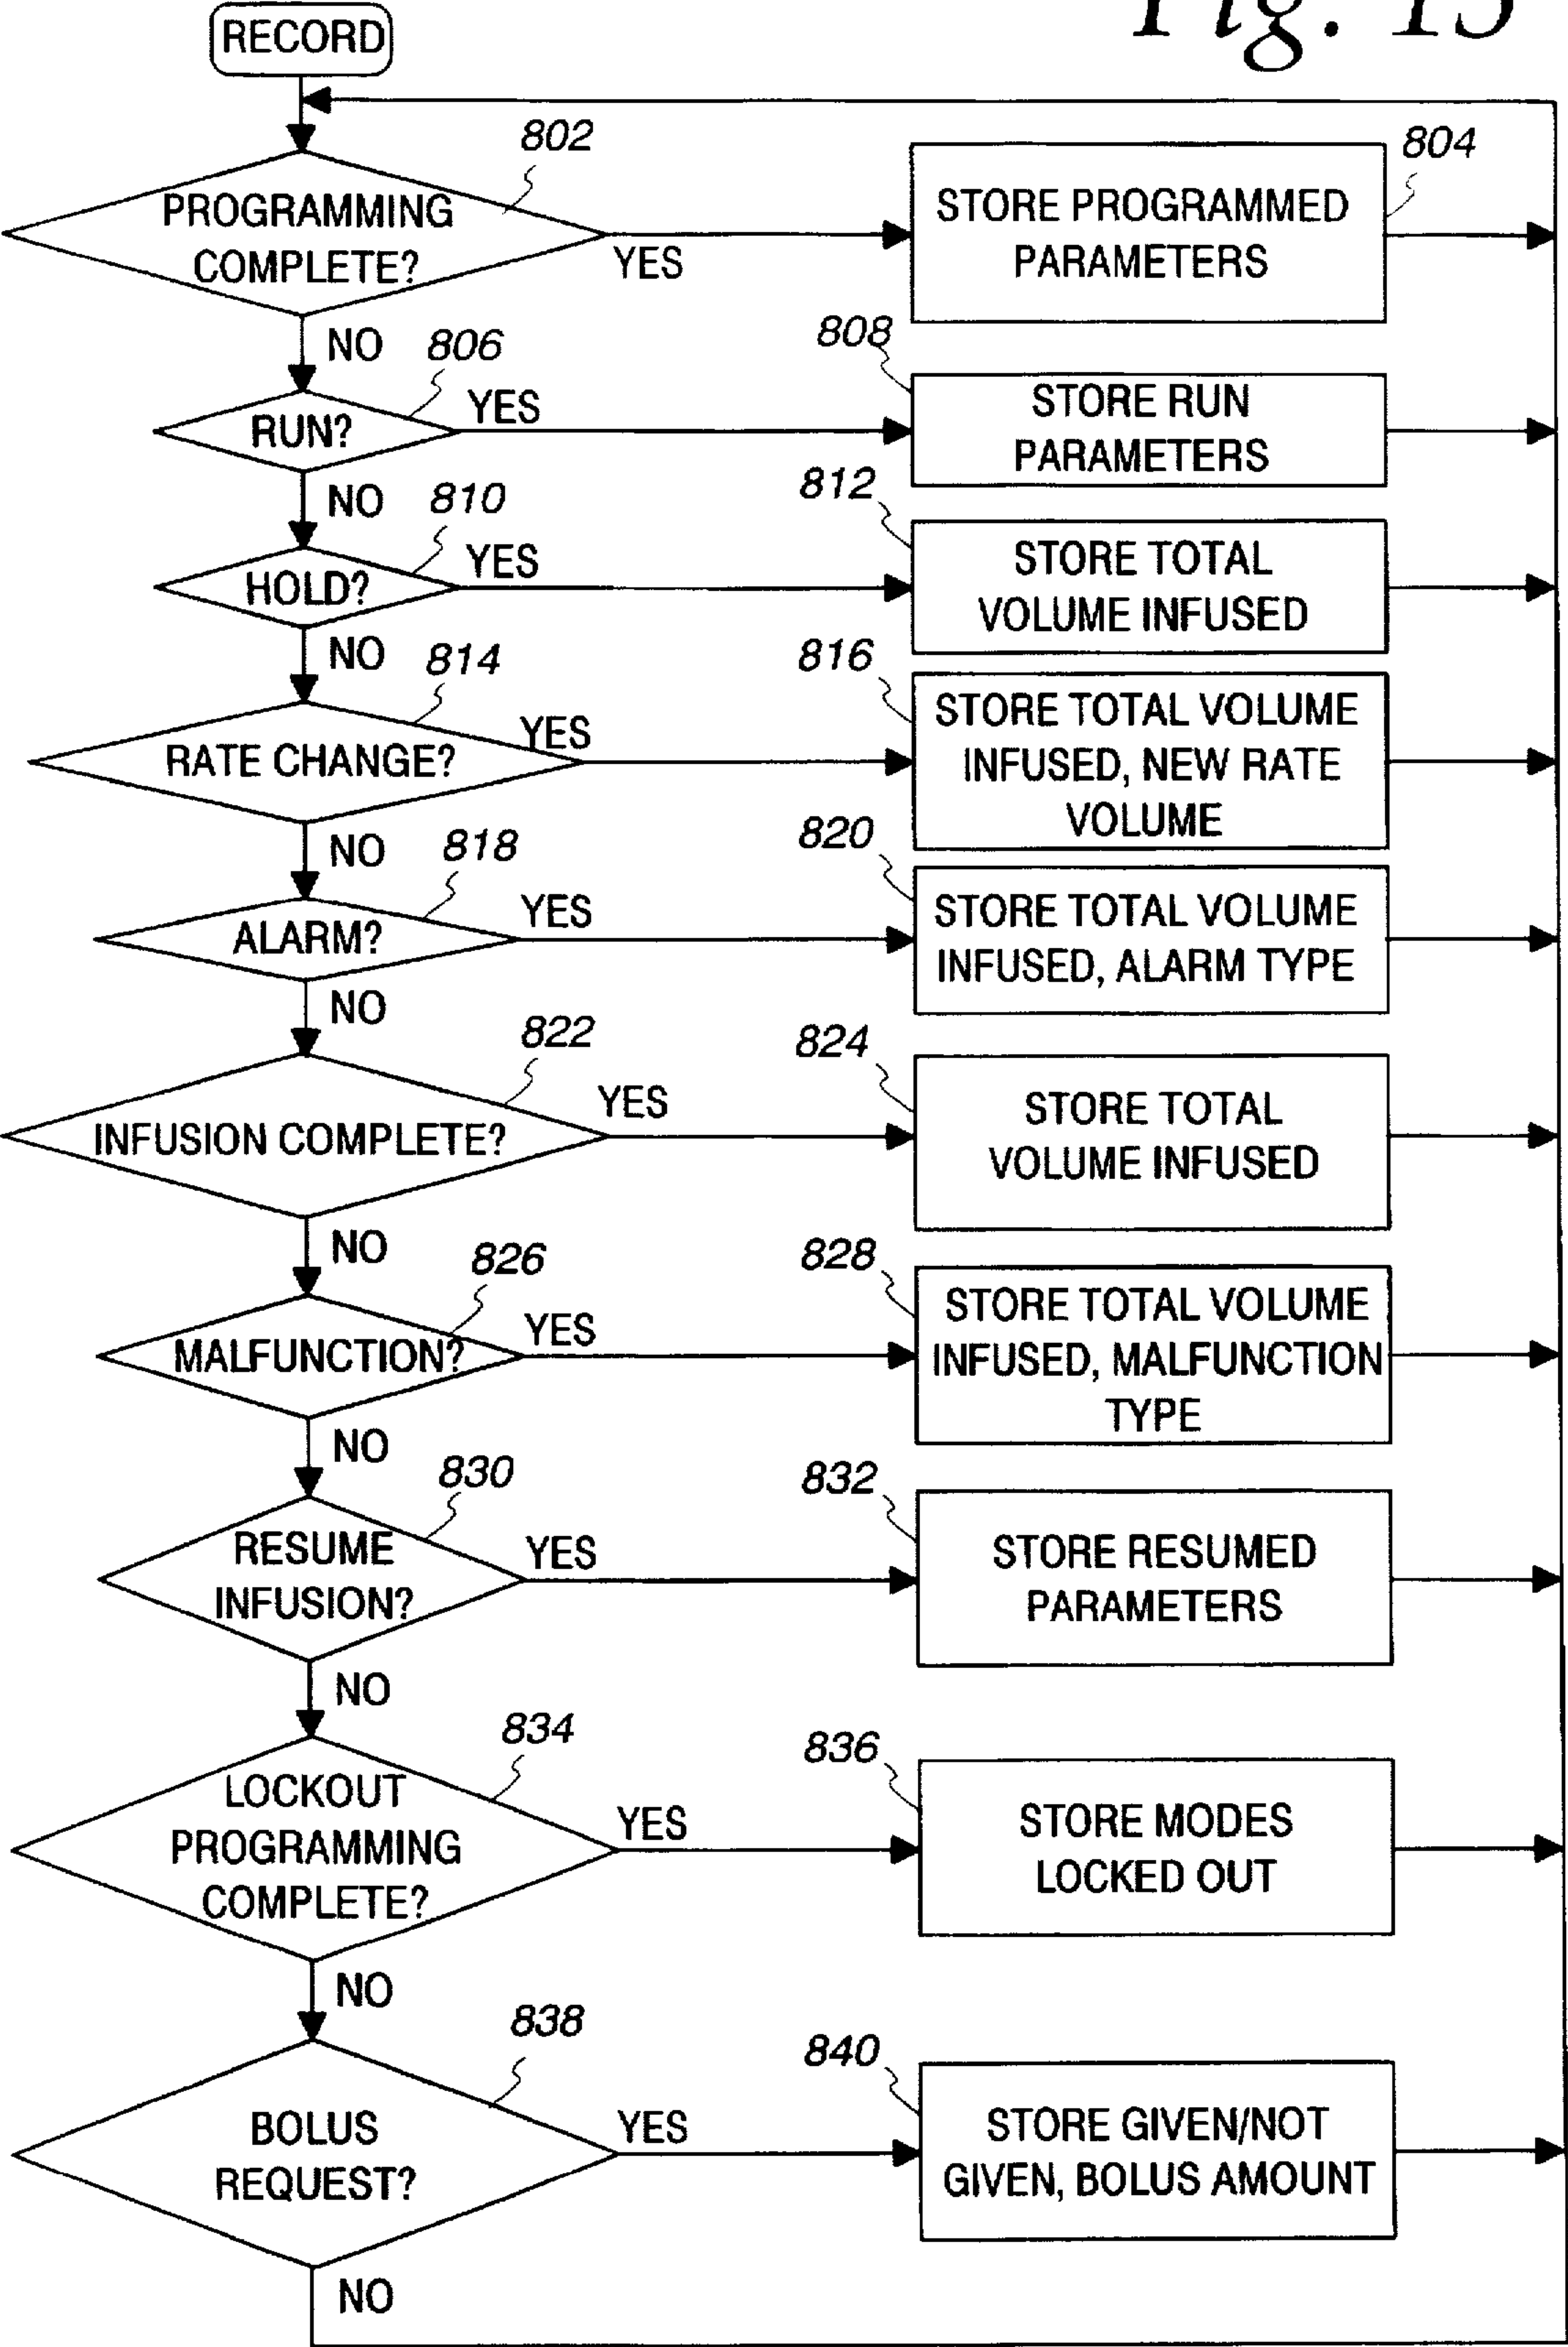 Fig. 15
RECORD
802
804
PROGRAMMING
COMPLETE?
YES
STORE PROGRAMMED
PARAMETERS
NO
806
808
RUN?
YES
STORE RUN
PARAMETERS
NO
810
812
HOLD?
YES
STORE TOTAL
VOLUME INFUSED
NO
814
816
RATE CHANGE?
YES
STORE TOTAL VOLUME
INFUSED, NEW RATE
VOLUME
NO
818
820
ALARM?
YES
STORE TOTAL VOLUME
INFUSED, ALARM TYPE
NO
822
824
INFUSION COMPLETE?
YES
STORE TOTAL
VOLUME INFUSED
NO
826
828
MALFUNCTION?
YES
STORE TOTAL VOLUME
INFUSED, MALFUNCTION
TYPE
NO
830
832
RESUME
INFUSION?
YES
STORE RESUMED
PARAMETERS
NO
834
836
LOCKOUT
PROGRAMMING
COMPLETE?
YES
STORE MODES
LOCKED OUT
NO
838
840
BOLUS
REQUEST?
YES
STORE GIVEN/NOT
GIVEN, BOLUS AMOUNT
NO